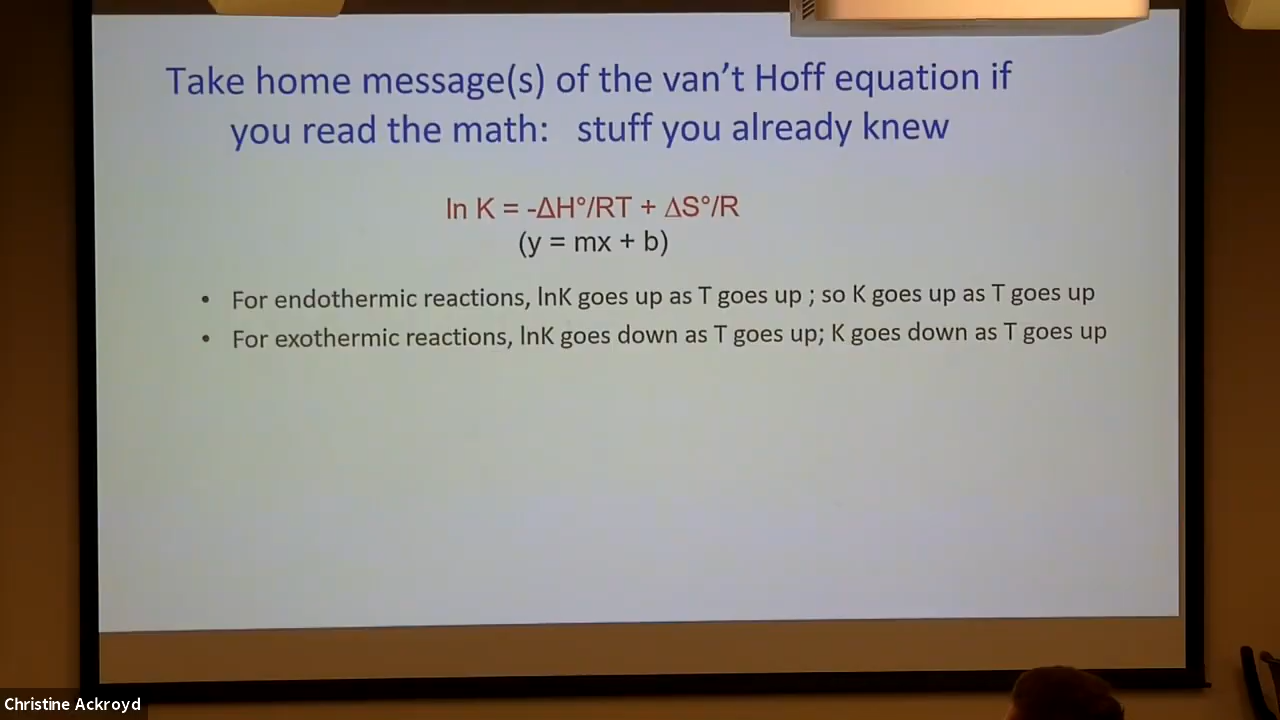 Take home message(s) of the van't Hoff equation if
you read the math: stuff you already knew
ln K = -ΔH°/RT + ΔS°/R
(y = mx + b)
• For endothermic reactions, lnK goes up as T goes up ; so K goes up as T goes up
• For exothermic reactions, lnK goes down as T goes up; K goes down as T goes up
Christine Ackroyd